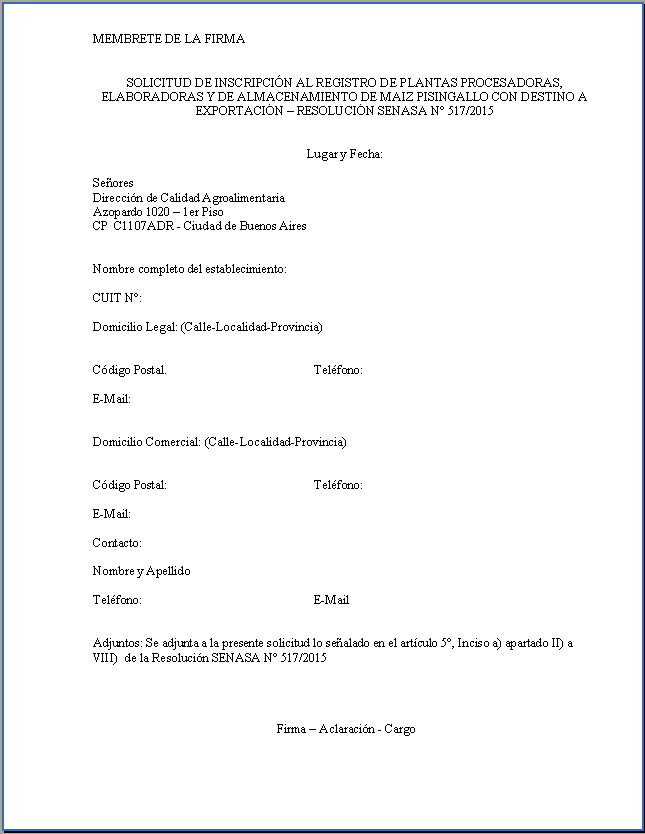 MEMBRETE DE LA FIRMA
SOLICITUD DE INSCRIPCIÓN AL REGISTRO DE PLANTAS PROCESADORAS,
ELABORADORAS Y DE ALMACENAMIENTO DE MAIZ PISINGALLO CON DESTINO A
EXPORTACIÓN – RESOLUCIÓN SENASA N° 517/2015
Lugar y Fecha:
Señores
Dirección de Calidad Agroalimentaria
Azopardo 1020 – 1er Piso
CP C1107ADR - Ciudad de Buenos Aires
Nombre completo del establecimiento:
CUIT N°:
Domicilio Legal: (Calle-Localidad-Provincia)
Código Postal. Teléfono:
E-Mail:
Domicilio Comercial: (Calle-Localidad-Provincia)
Código Postal: Teléfono:
E-Mail:
Contacto:
Nombre y Apellido
Teléfono: E-Mail
Adjuntos: Se adjunta a la presente solicitud lo señalado en el artículo 5°, Inciso a) apartado II) a
VIII) de la Resolución SENASA N° 517/2015
Firma – Aclaración - Cargo